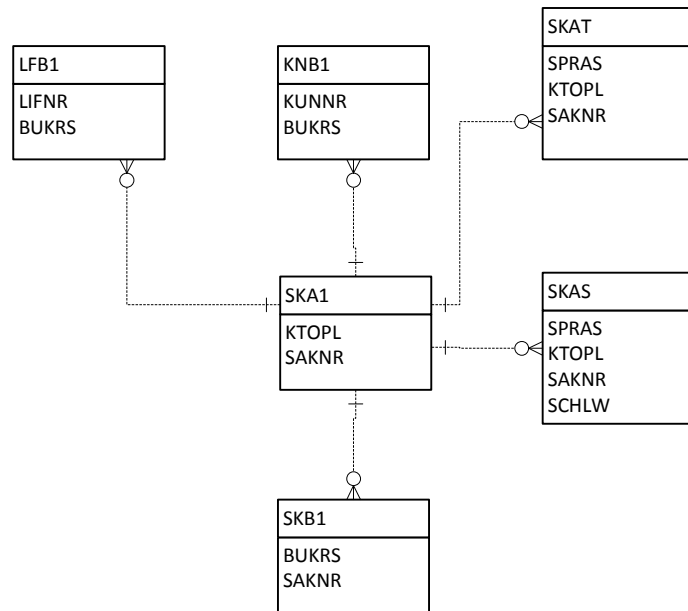 LFB1
LIFNR
BUKRS
KNB1
KUNNR
BUKRS
SKAT
SPRAS
KTOPL
SAKNR
SKA1
KTOPL
SAKNR
SKAS
SPRAS
KTOPL
SAKNR
SCHLW
SKB1
BUKRS
SAKNR